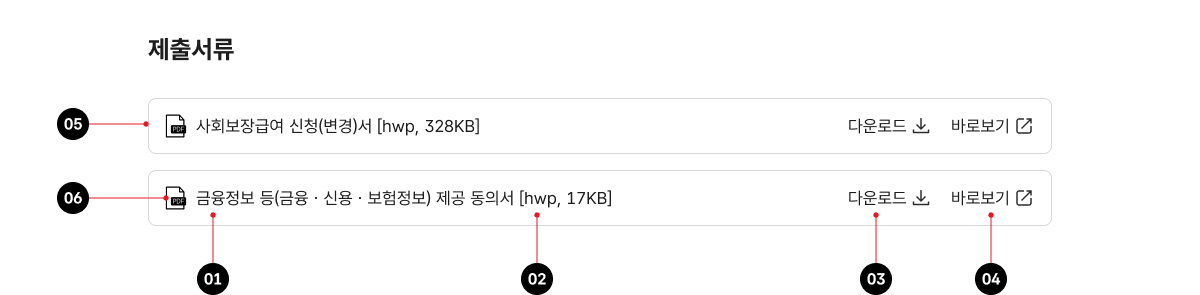 제출서류
05 PDF 사회보장급여 신청(변경)서 [hwp, 328KB] 다운로드 바로보기
06 PDF 금융정보 등(금융 · 신용 · 보험정보) 제공 동의서 [hwp, 17KB] 다운로드 바로보기
01 02 03 04